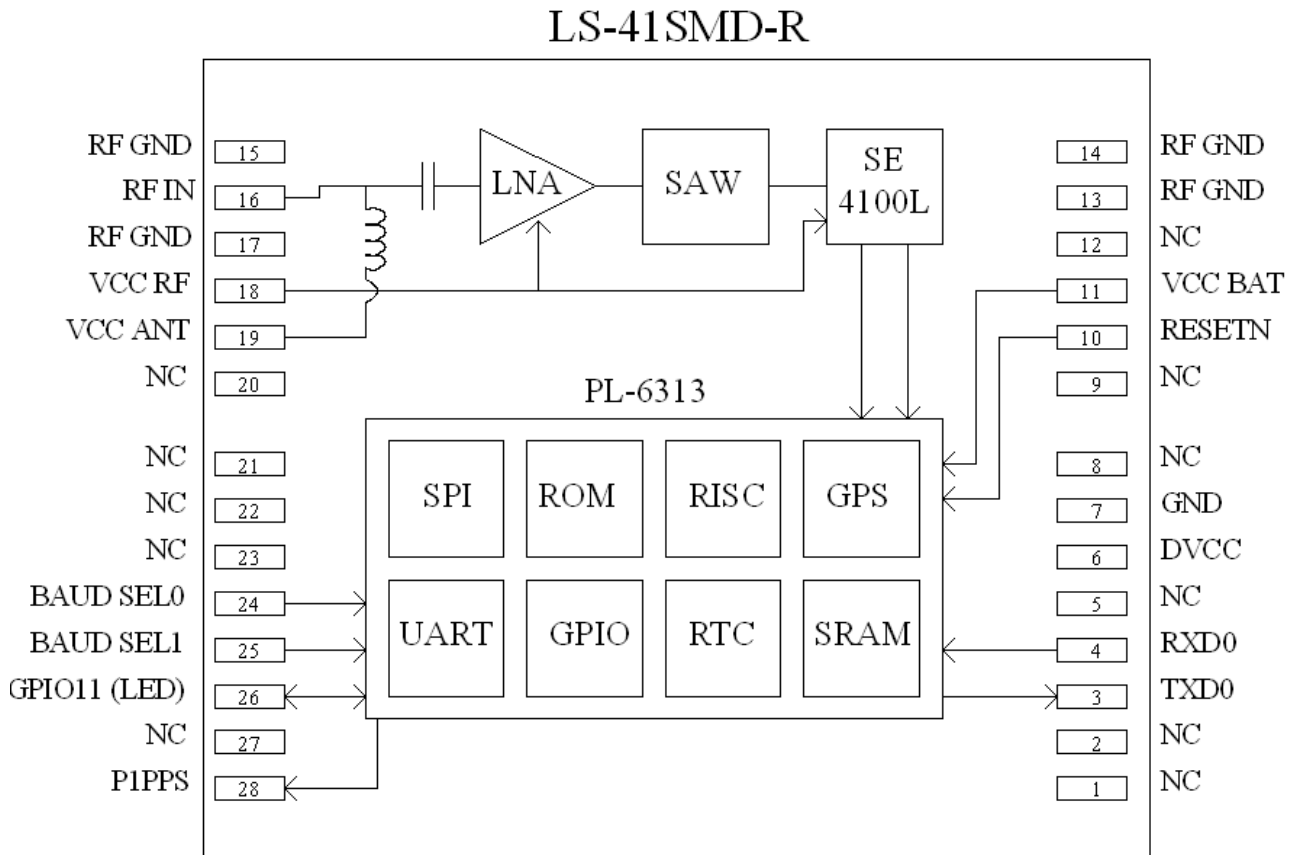 LS-41SMD-R
RF GND 15
RF IN 16
RF GND 17
VCC RF 18
VCC ANT 19
NC 20
NC 21
NC 22
NC 23
BAUD SEL0 24
BAUD SEL1 25
GPIO11 (LED) 26
NC 27
P1PPS 28
LNA
SAW
SE
4100L
PL-6313
SPI ROM RISC GPS
UART GPIO RTC SRAM
14 RF GND
13 RF GND
12 NC
11 VCC BAT
10 RESETN
9 NC
8 NC
7 GND
6 DVCC
5 NC
4 RXD0
3 TXD0
2 NC
1 NC